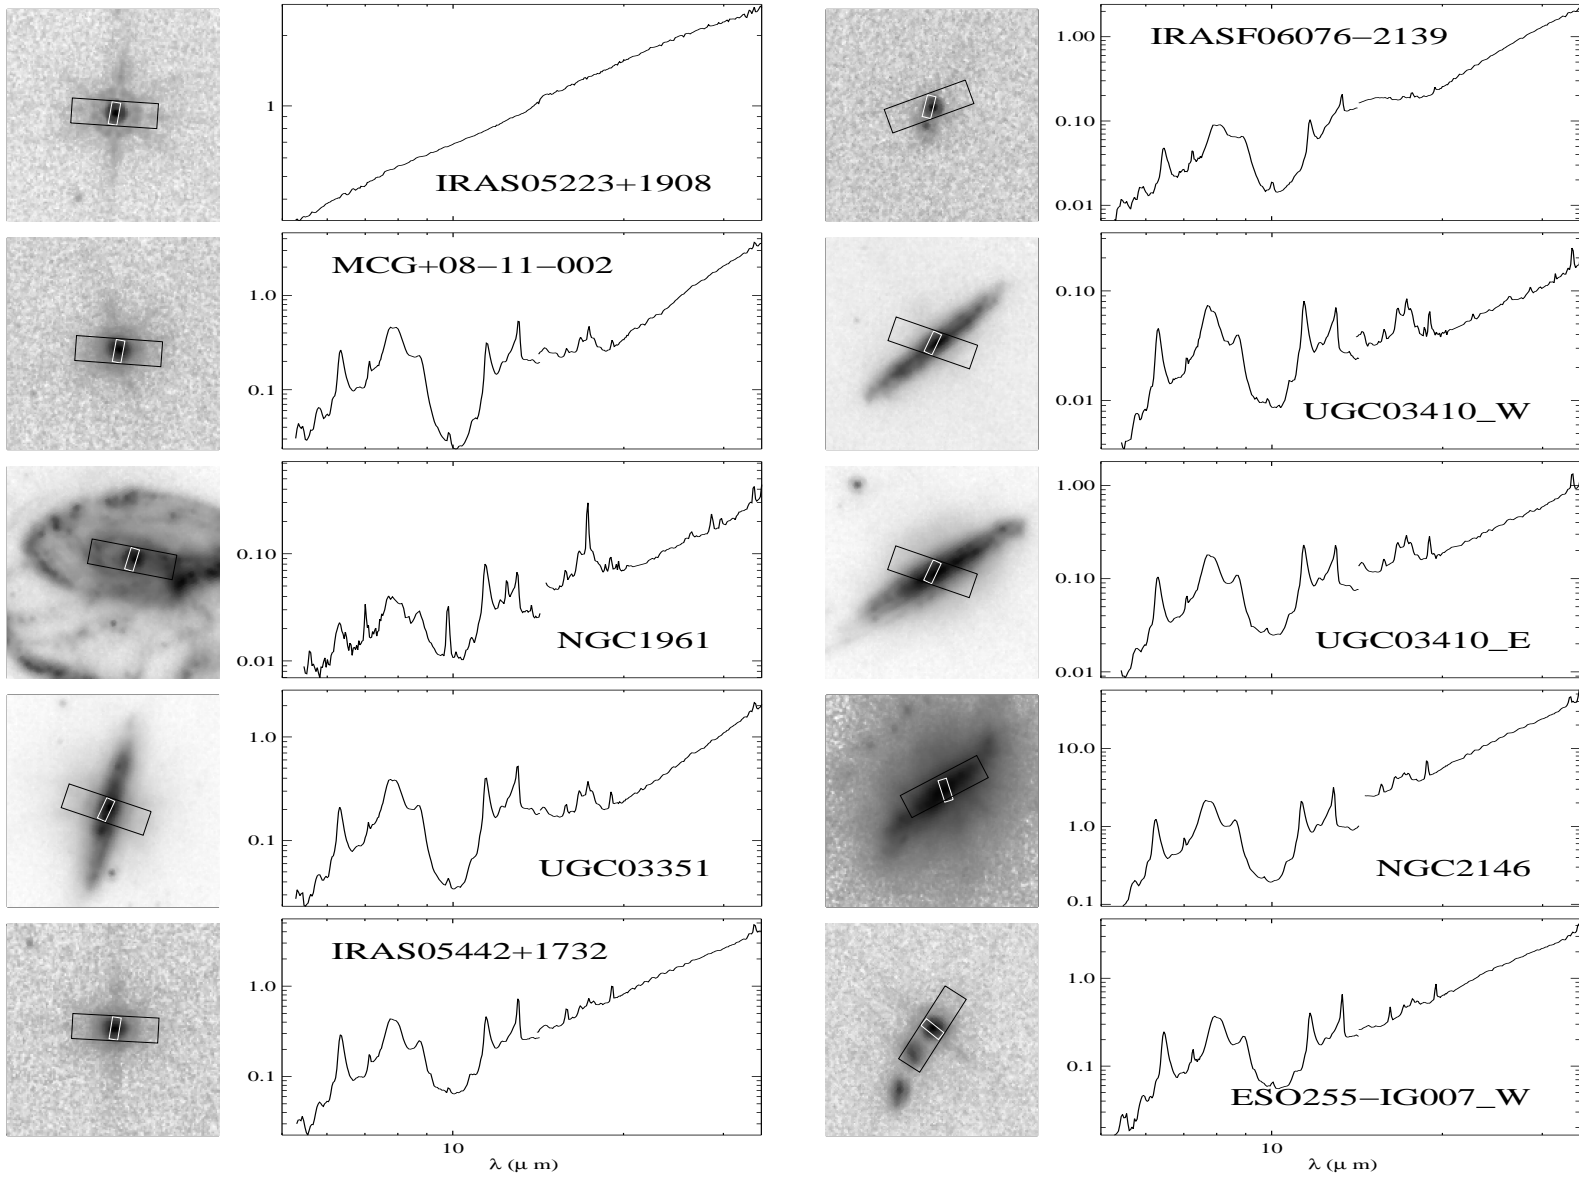 IRAS05223+1908
1
IRASF06076−2139
1.00
0.10
0.01
MCG+08−11−002
1.0
0.1
UGC03410_W
0.10
0.01
NGC1961
0.10
0.01
UGC03410_E
1.00
0.10
0.01
UGC03351
1.0
0.1
NGC2146
10.0
1.0
0.1
IRAS05442+1732
1.0
0.1
10
λ (μ m)
ESO255−IG007_W
1.0
0.1
10
λ (μ m)